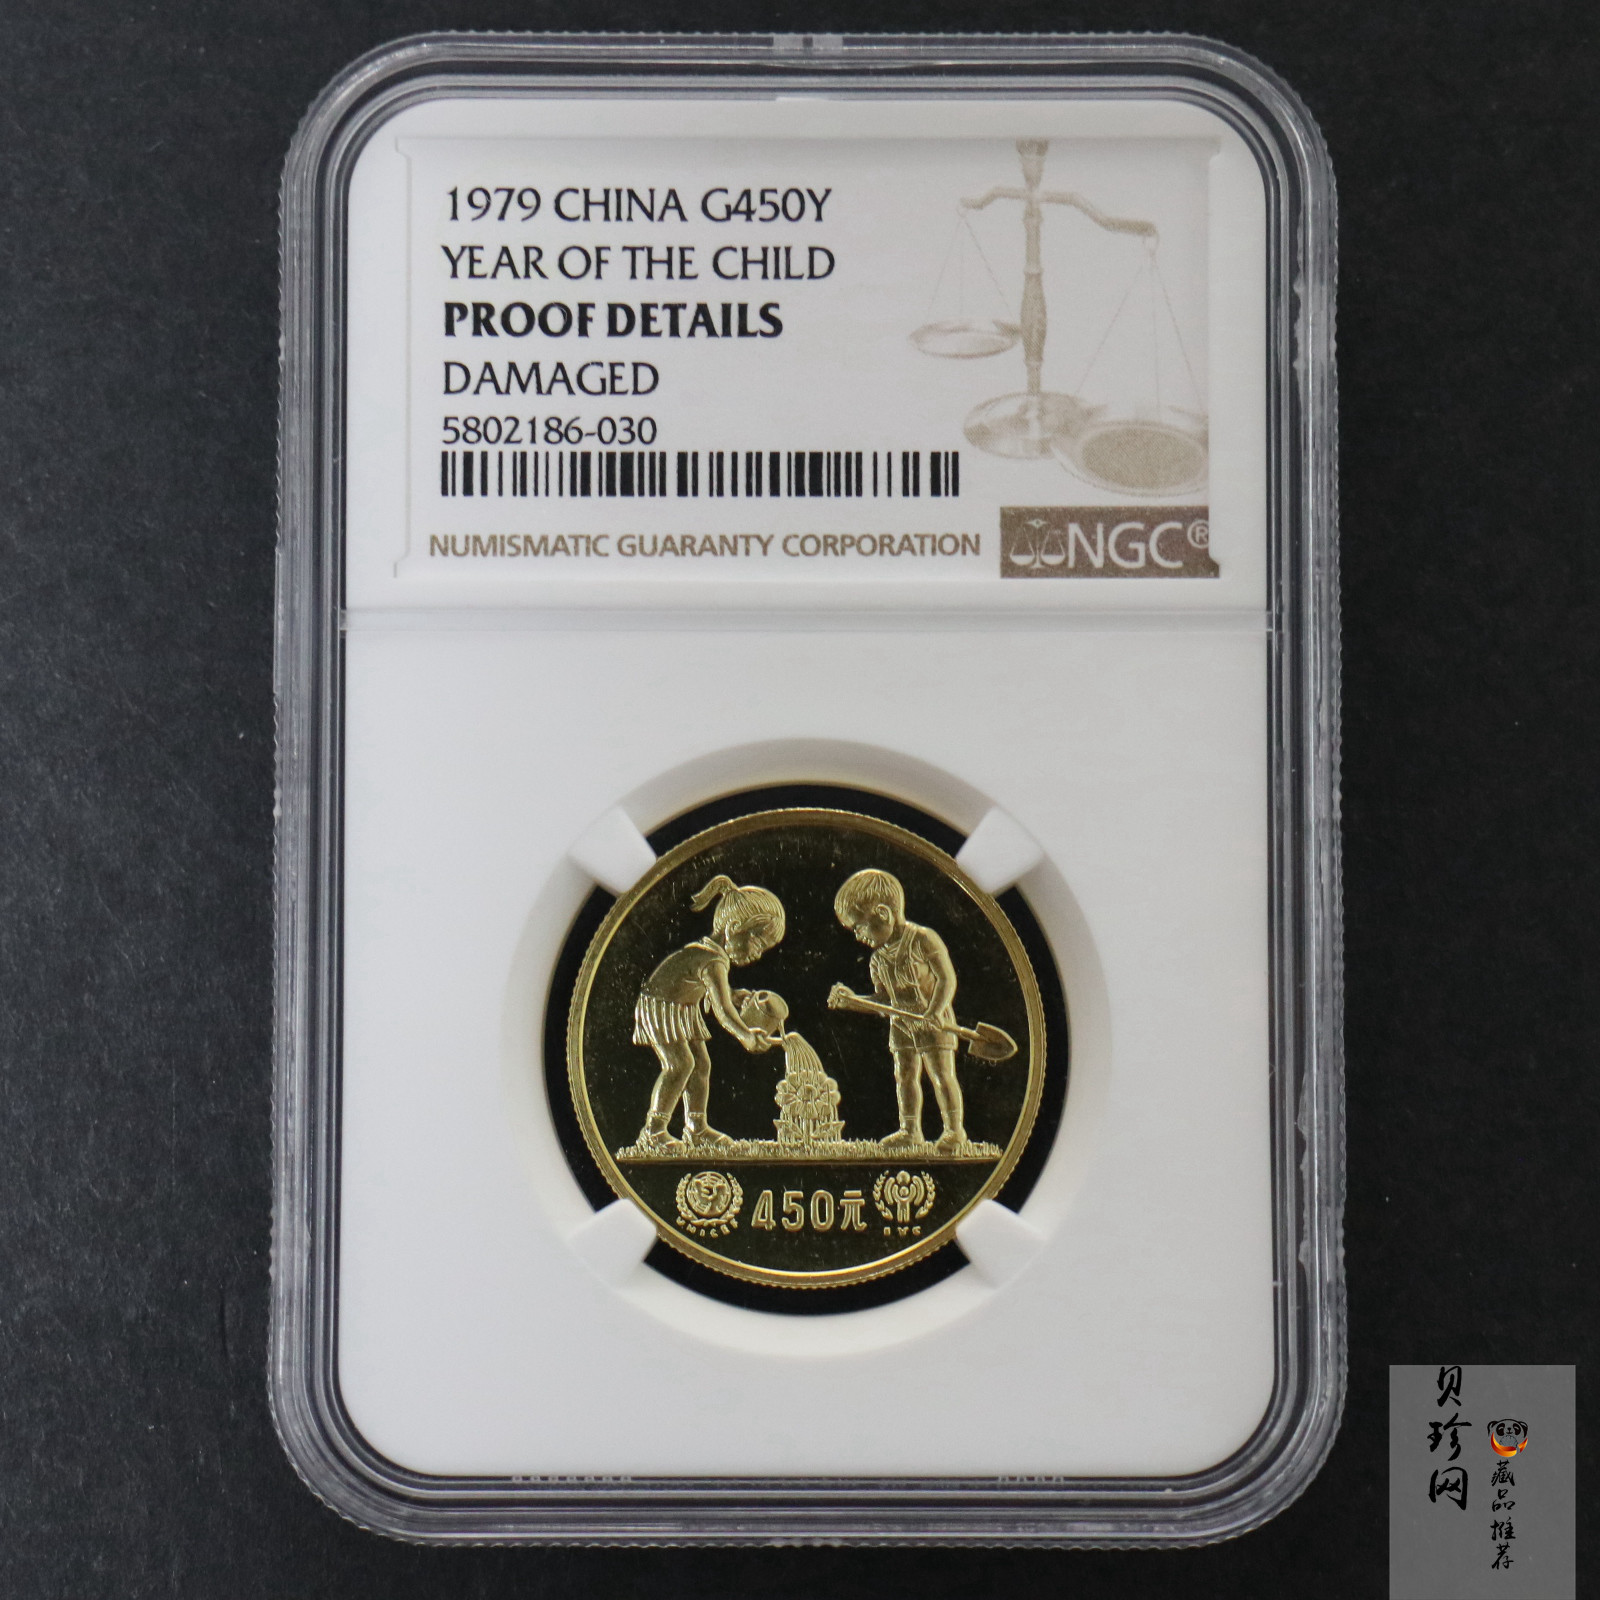 1979 CHINA G450Y
YEAR OF THE CHILD
PROOF DETAILS
DAMAGED
5802186-030
NUMISMATIC GUARANTY CORPORATION
NGC®
450元
UNICEF
贝珍网
藏品推荐